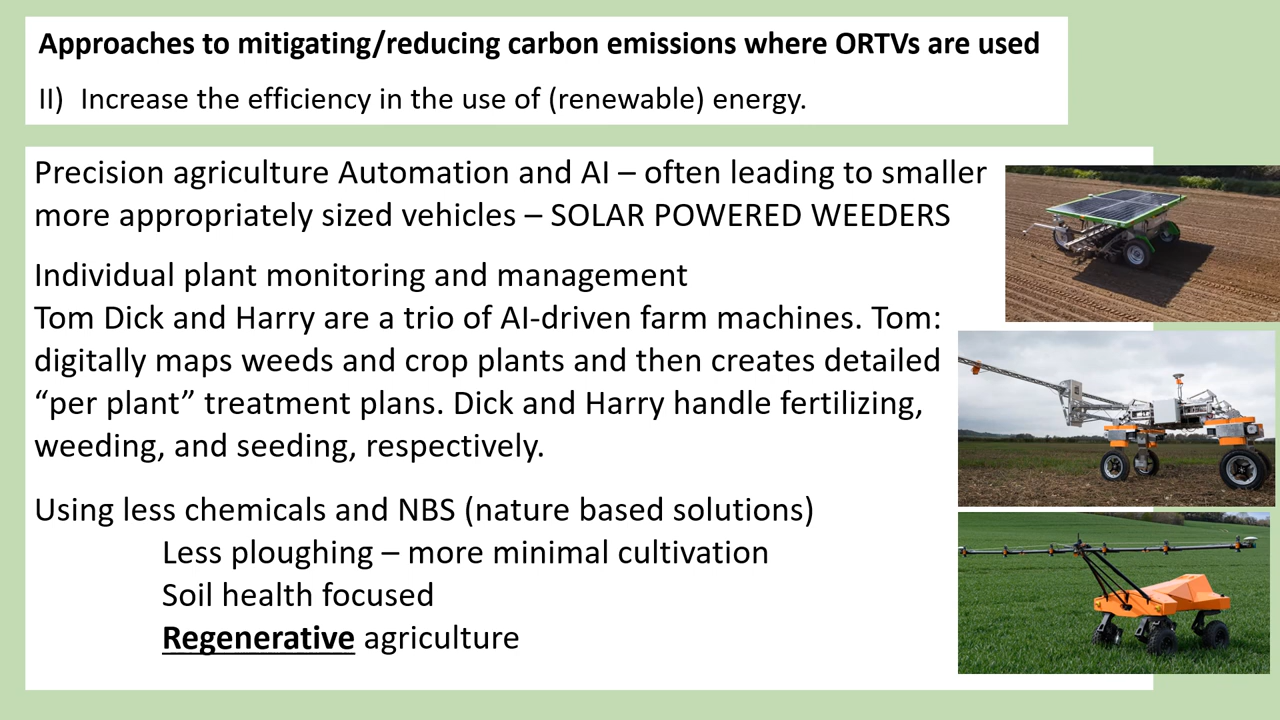 Approaches to mitigating/reducing carbon emissions where ORTVs are used
II) Increase the efficiency in the use of (renewable) energy.
Precision agriculture Automation and AI – often leading to smaller
more appropriately sized vehicles – SOLAR POWERED WEEDERS
Individual plant monitoring and management
Tom Dick and Harry are a trio of AI-driven farm machines. Tom:
digitally maps weeds and crop plants and then creates detailed
“per plant” treatment plans. Dick and Harry handle fertilizing,
weeding, and seeding, respectively.
Using less chemicals and NBS (nature based solutions)
Less ploughing – more minimal cultivation
Soil health focused
Regenerative agriculture